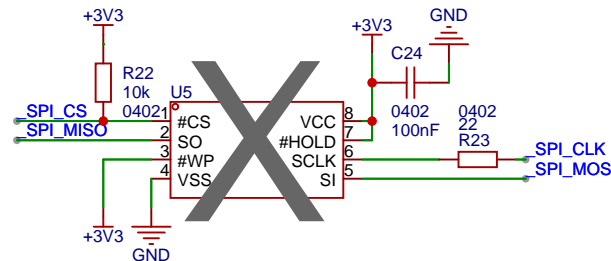 +3V3
+3V3
GND
C24
R22
10k
0402
U5
0402
100nF
0402
22
R23
_SPI_CS
_SPI_MISO
1
#CS
2
SO
3
#WP
4
VSS
VCC
8
#HOLD
7
SCLK
6
SI
5
_SPI_CLK
_SPI_MOS
+3V3
GND